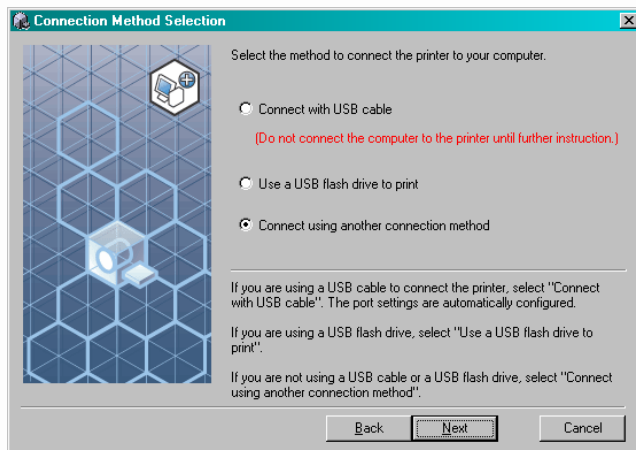 Connection Method Selection
Select the method to connect the printer to your computer.
Connect with USB cable
(Do not connect the computer to the printer until further instruction.)
Use a USB flash drive to print
Connect using another connection method
If you are using a USB cable to connect the printer, select "Connect
with USB cable". The port settings are automatically configured.
If you are using a USB flash drive, select "Use a USB flash drive to
print".
If you are not using a USB cable or a USB flash drive, select "Connect
using another connection method".
Back Next Cancel